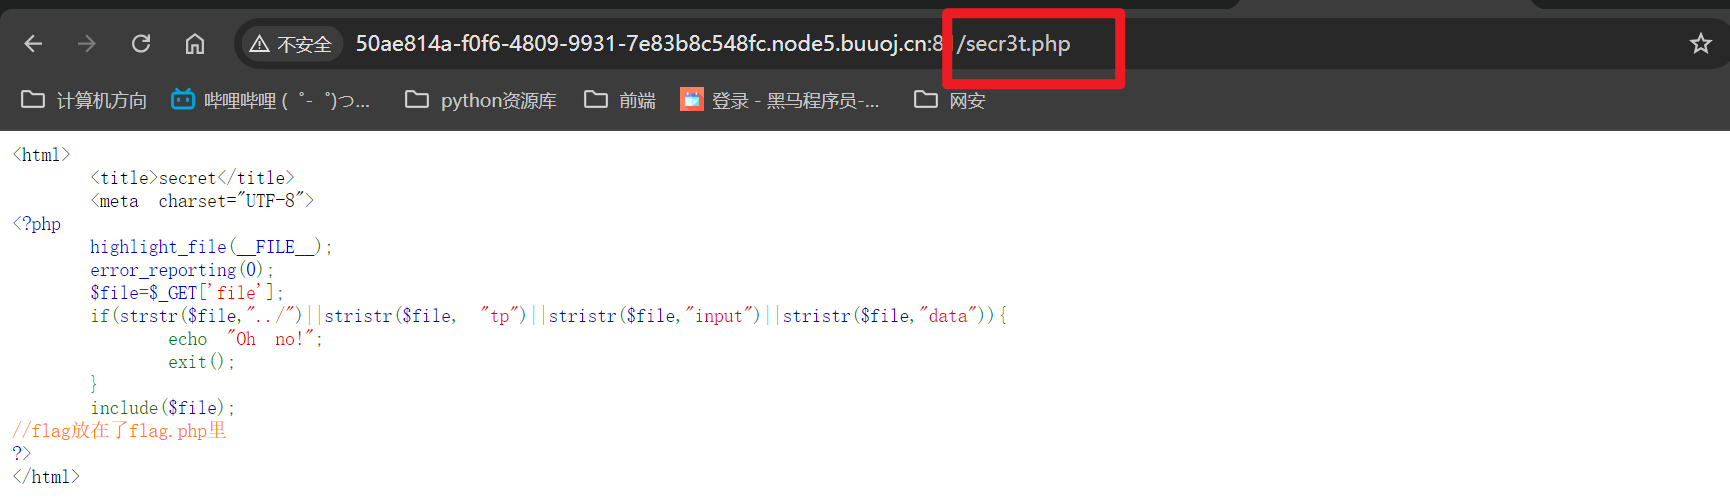 不安全 50ae814a-f0f6-4809-9931-7e83b8c548fc.node5.buuoj.cn:8 /secr3t.php
计算机方向 哔哩哔哩 (゜-゜)つ... python资源库 前端 登录 - 黑马程序员-... 网安
<html>
<title>secret</title>
<meta charset="UTF-8">
<?php
highlight_file(__FILE__);
error_reporting(0);
$file=$_GET['file'];
if(strstr($file,"../")||stristr($file, "tp")||stristr($file,"input")||stristr($file,"data")){
echo "Oh no!";
exit();
}
include($file);
//flag放在了flag.php里
?>
</html>